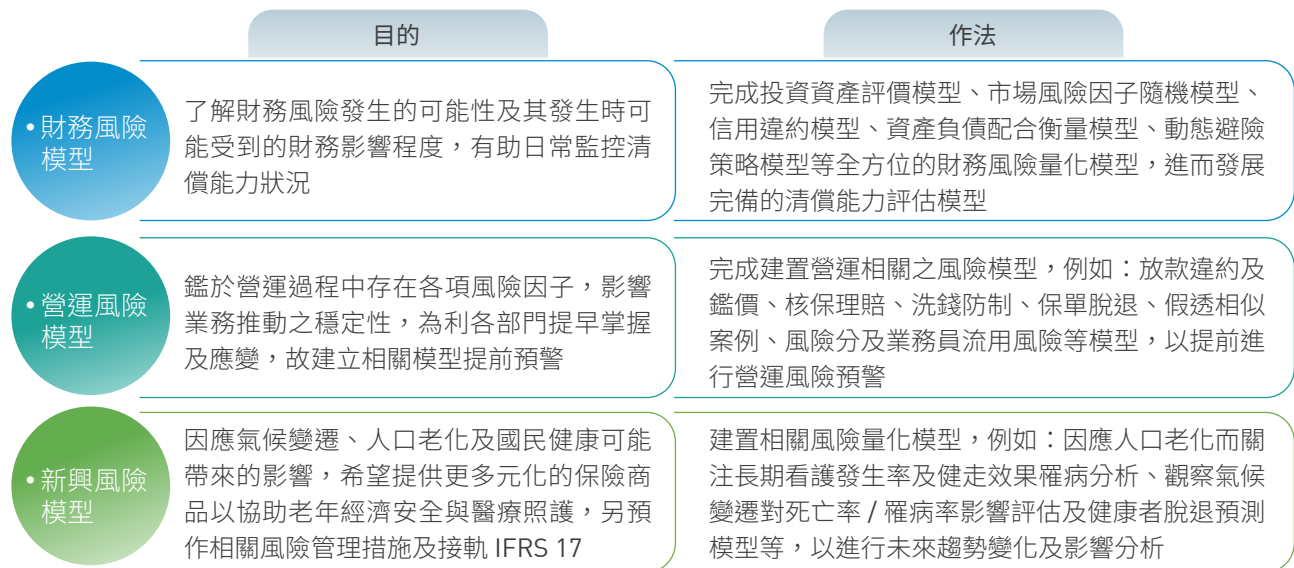 目的
作法
• 財務風險
模型
了解財務風險發生的可能性及其發生時可
能受到的財務影響程度，有助日常監控清
償能力狀況
完成投資資產評價模型、市場風險因子隨機模型、
信用違約模型、資產負債配合衡量模型、動態避險
策略模型等全方位的財務風險量化模型，進而發展
完備的清償能力評估模型
• 營運風險
模型
鑑於營運過程中存在各項風險因子，影響
業務推動之穩定性，為利各部門提早掌握
及應變，故建立相關模型提前預警
完成建置營運相關之風險模型，例如：放款違約及
鑑價、核保理賠、洗錢防制、保單脫退、假透相似
案例、風險分及業務員流用風險等模型，以提前進
行營運風險預警
• 新興風險
模型
因應氣候變遷、人口老化及國民健康可能
帶來的影響，希望提供更多元化的保險商
品以協助老年經濟安全與醫療照護，另預
作相關風險管理措施及接軌 IFRS 17
建置相關風險量化模型，例如：因應人口老化而關
注長期看護發生率及健走效果罹病分析、觀察氣候
變遷對死亡率 / 罹病率影響評估及健康者脫退預測
模型等，以進行未來趨勢變化及影響分析